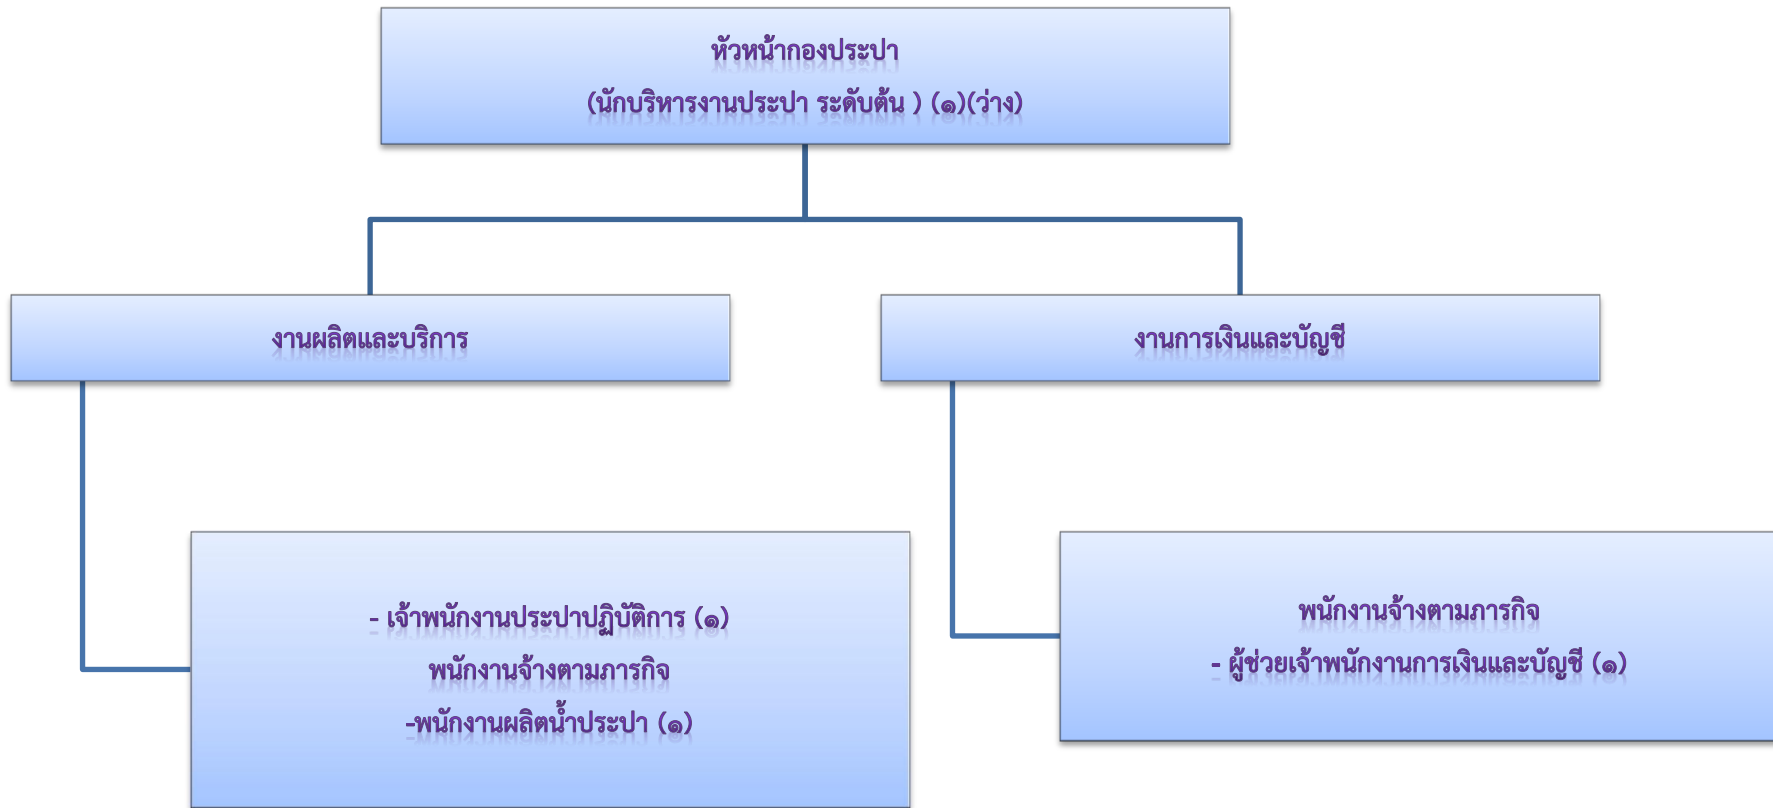 หัวหน้ากองประปา
(นักบริหารงานประปา ระดับต้น ) (๑)(ว่าง)
งานผลิตและบริการ
งานการเงินและบัญชี
- เจ้าพนักงานประปาปฏิบัติการ (๑)
พนักงานจ้างตามภารกิจ
-พนักงานผลิตน้ำประปา (๑)
พนักงานจ้างตามภารกิจ
- ผู้ช่วยเจ้าพนักงานการเงินและบัญชี (๑)